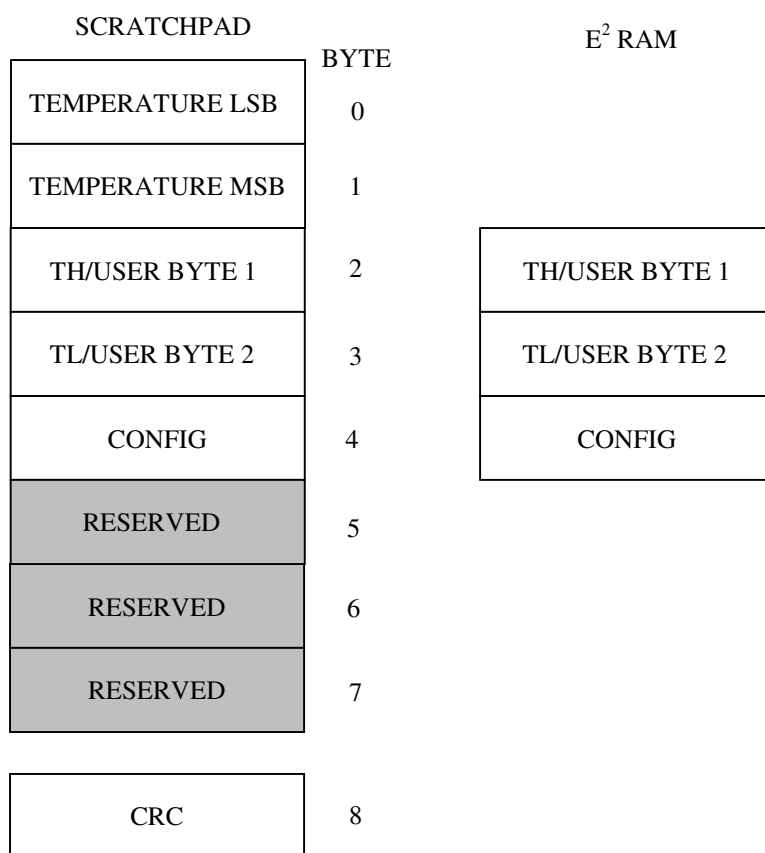 SCRATCHPAD
BYTE
E² RAM
TEMPERATURE LSB
0
TEMPERATURE MSB
1
TH/USER BYTE 1
2
TH/USER BYTE 1
TL/USER BYTE 2
3
TL/USER BYTE 2
CONFIG
4
CONFIG
RESERVED
5
RESERVED
6
RESERVED
7
CRC
8